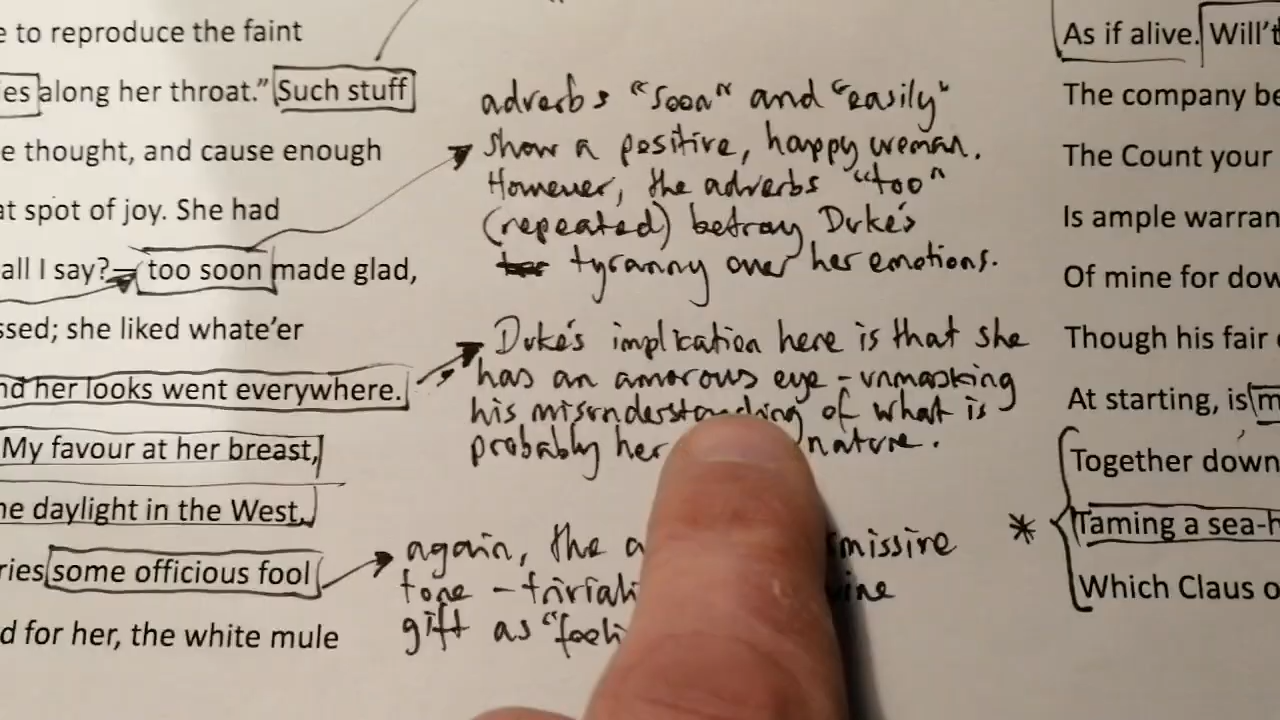 e to reproduce the faint
es along her throat.” Such stuff
e thought, and cause enough
at spot of joy. She had
all I say?– too soon made glad,
ssed; she liked whate’er
nd her looks went everywhere.
My favour at her breast,
he daylight in the West,
ries some officious fool
d for her, the white mule
adverbs "soon" and "easily"
show a positive, happy woman.
However, the adverbs "too"
(repeated) betray Duke's
her tyranny over her emotions.
Duke's implication here is that she
has an amorous eye - unmasking
his misunderstanding of what is
probably her nature.
again, the missive
tone -
gift as
As if alive. Will’t
The company be
The Count your
Is ample warran
Of mine for dow
Though his fair
At starting, is m
Together down
* Taming a sea-h
Which Claus o